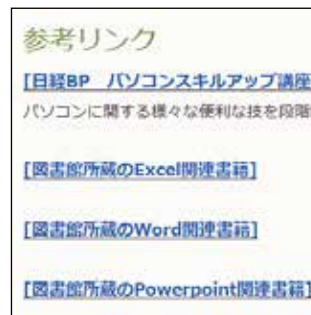 参考リンク
[日経BP パソコンスキルアップ講座
パソコンに関する様々な便利な技を段階
[図書館所蔵のExcel関連書籍]
[図書館所蔵のWord関連書籍]
[図書館所蔵のPowerpoint関連書籍]